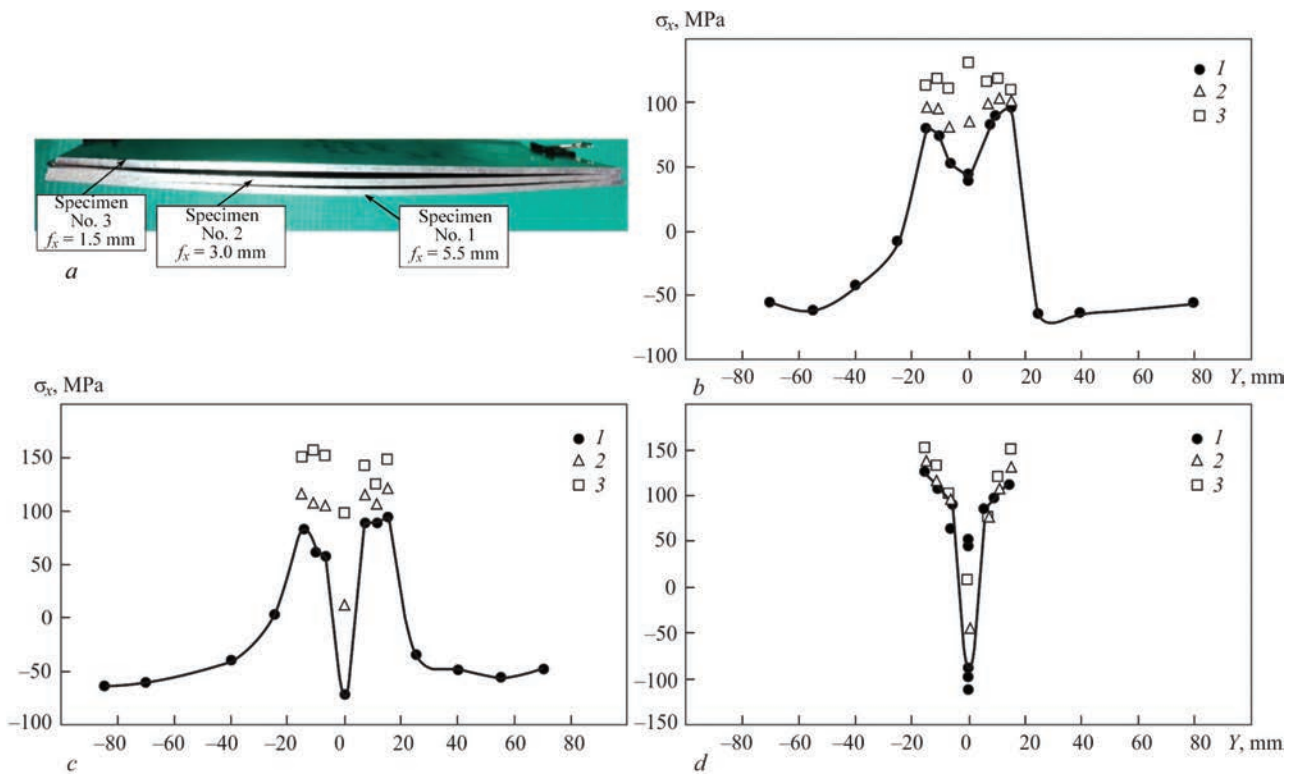 Specimen
No. 3
fx = 1.5 mm
Specimen
No. 2
fx = 3.0 mm
Specimen
No. 1
fx = 5.5 mm
a
σx, MPa
1
2
3
100
50
0
–50
–100
–80 –60 –40 –20 0 20 40 60 80 Y, mm
b
σx, MPa
1
2
3
150
100
50
0
–50
–100
–80 –60 –40 –20 0 20 40 60 80
c
1
2
3
150
100
50
0
–50
–100
–150
–80 –60 –40 –20 0 20 40 60 80 Y, mm
d